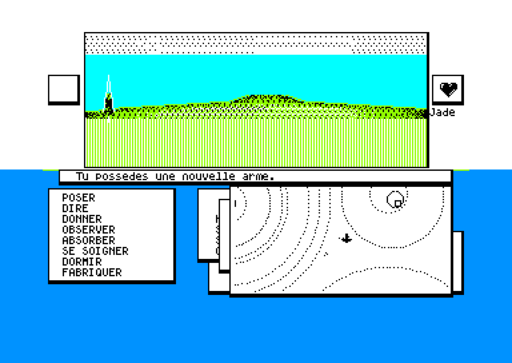 Jade
Tu possedes une nouvelle arme.
POSER
DIRE
DONNER
OBSERVER
ABSORBER
SE SOIGNER
DORMIR
FABRIQUER